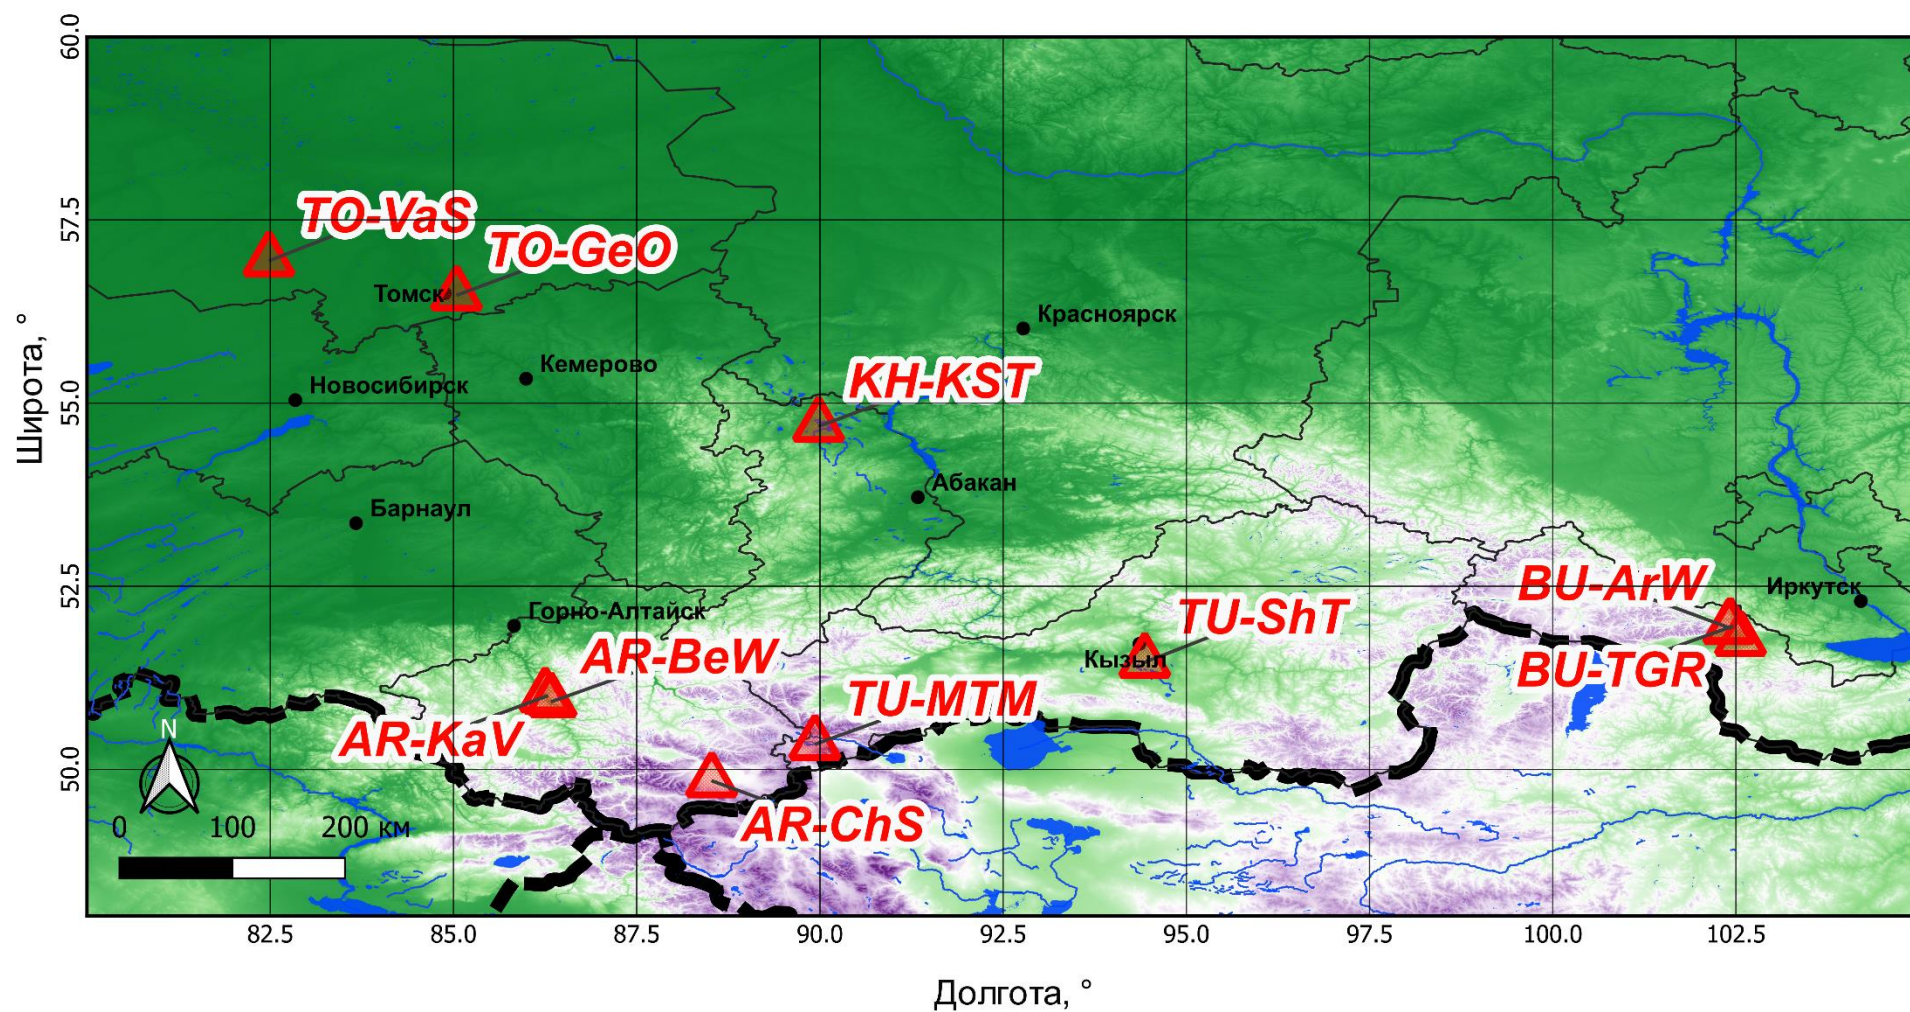 60.0
57.5
55.0
52.5
50.0
Широта, °
TO-VaS
TO-GeO
Томск
Красноярск
Кемерово
KH-KST
Новосибирск
Абакан
Барнаул
BU-ArW
Иркутск
Горно-Алтайск
TU-ShT
AR-BeW
Кызыл
BU-TGR
TU-MTM
AR-KaV
N
AR-ChS
0 100 200 км
82.5 85.0 87.5 90.0 92.5 95.0 97.5 100.0 102.5
Долгота, °